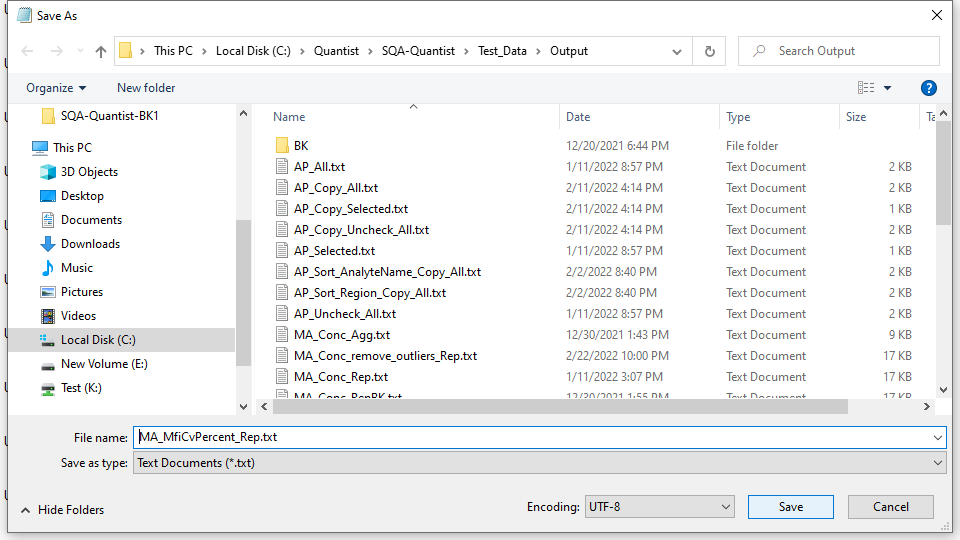 Save As
This PC > Local Disk (C:) > Quantist > SQA-Quantist > Test_Data > Output
Search Output
Organize
New folder
SQA-Quantist-BK1
This PC
3D Objects
Desktop
Documents
Downloads
Music
Pictures
Videos
Local Disk (C:)
New Volume (E:)
Test (K:)
Name Date Type Size Ta
BK 12/20/2021 6:44 PM File folder
AP_All.txt 1/11/2022 8:57 PM Text Document 2 KB
AP_Copy_All.txt 2/11/2022 4:14 PM Text Document 2 KB
AP_Copy_Selected.txt 2/11/2022 4:14 PM Text Document 1 KB
AP_Copy_Uncheck_All.txt 2/11/2022 4:14 PM Text Document 2 KB
AP_Selected.txt 1/11/2022 8:57 PM Text Document 1 KB
AP_Sort_AnalyteName_Copy_All.txt 2/2/2022 8:40 PM Text Document 2 KB
AP_Sort_Region_Copy_All.txt 2/2/2022 8:40 PM Text Document 2 KB
AP_Uncheck_All.txt 1/11/2022 8:57 PM Text Document 2 KB
MA_Conc_Agg.txt 12/30/2021 1:43 PM Text Document 9 KB
MA_Conc_remove_outliers_Rep.txt 2/22/2022 10:00 PM Text Document 17 KB
MA_Conc_Rep.txt 1/11/2022 3:07 PM Text Document 17 KB
MA_Conc_RepBK.txt 12/30/2021 1:55 PM Text Document 17 KB
File name: MA_MfiCvPercent_Rep.txt
Save as type: Text Documents (*.txt)
Hide Folders
Encoding: UTF-8
Save
Cancel